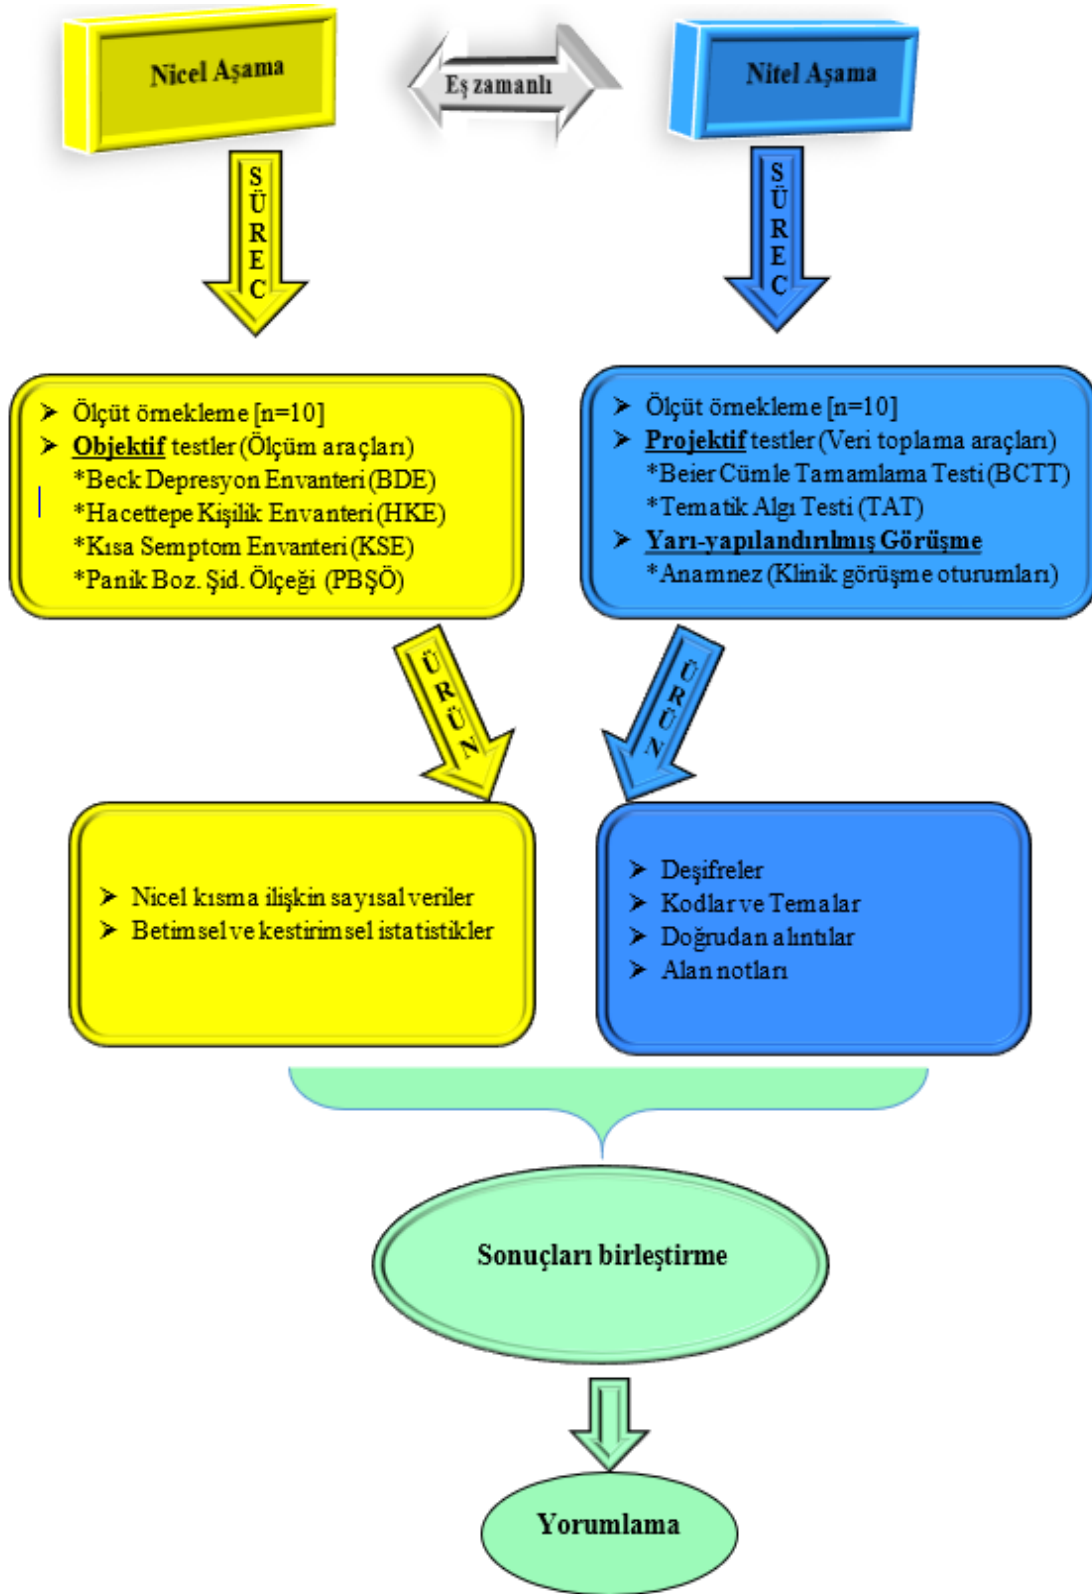 Nicel Aşama
Eş zamanlı
Nitel Aşama
SÜREC
SÜREC
➤ Ölçüt örnekleme [n=10]
➤ Objektif testler (Ölçüm araçları)
*Beck Depresyon Envanteri (BDE)
*Hacettepe Kişilik Envanteri (HKE)
*Kısa Semptom Envanteri (KSE)
*Panik Boz. Şid. Ölçeği (PBŞÖ)
➤ Ölçüt örnekleme [n=10]
➤ Projektif testler (Veri toplama araçları)
*Beier Cümle Tamamlama Testi (BCTT)
*Tematik Algı Testi (TAT)
➤ Yarı-yapılandırılmış Görüşme
*Anamnez (Klinik görüşme oturumları)
ÜRÜN
ÜRÜN
➤ Nicel kısma ilişkin sayısal veriler
➤ Betimsel ve kestirimsel istatistikler
➤ Deşifreler
➤ Kodlar ve Temalar
➤ Doğrudan alıntılar
➤ Alan notları
Sonuçları birleştirme
Yorumlama